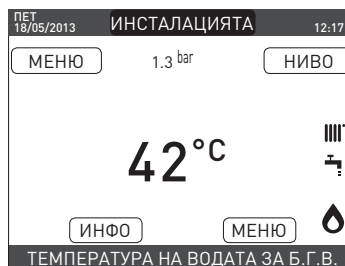 ПЕТ
18/05/2013 ИНСТАЛАЦИЯТА 12:17
МЕНЮ 1.3 bar НИВО
42°C
ИНФО МЕНЮ
ТЕМПЕРАТУРА НА ВОДАТА ЗА Б.Г.В.